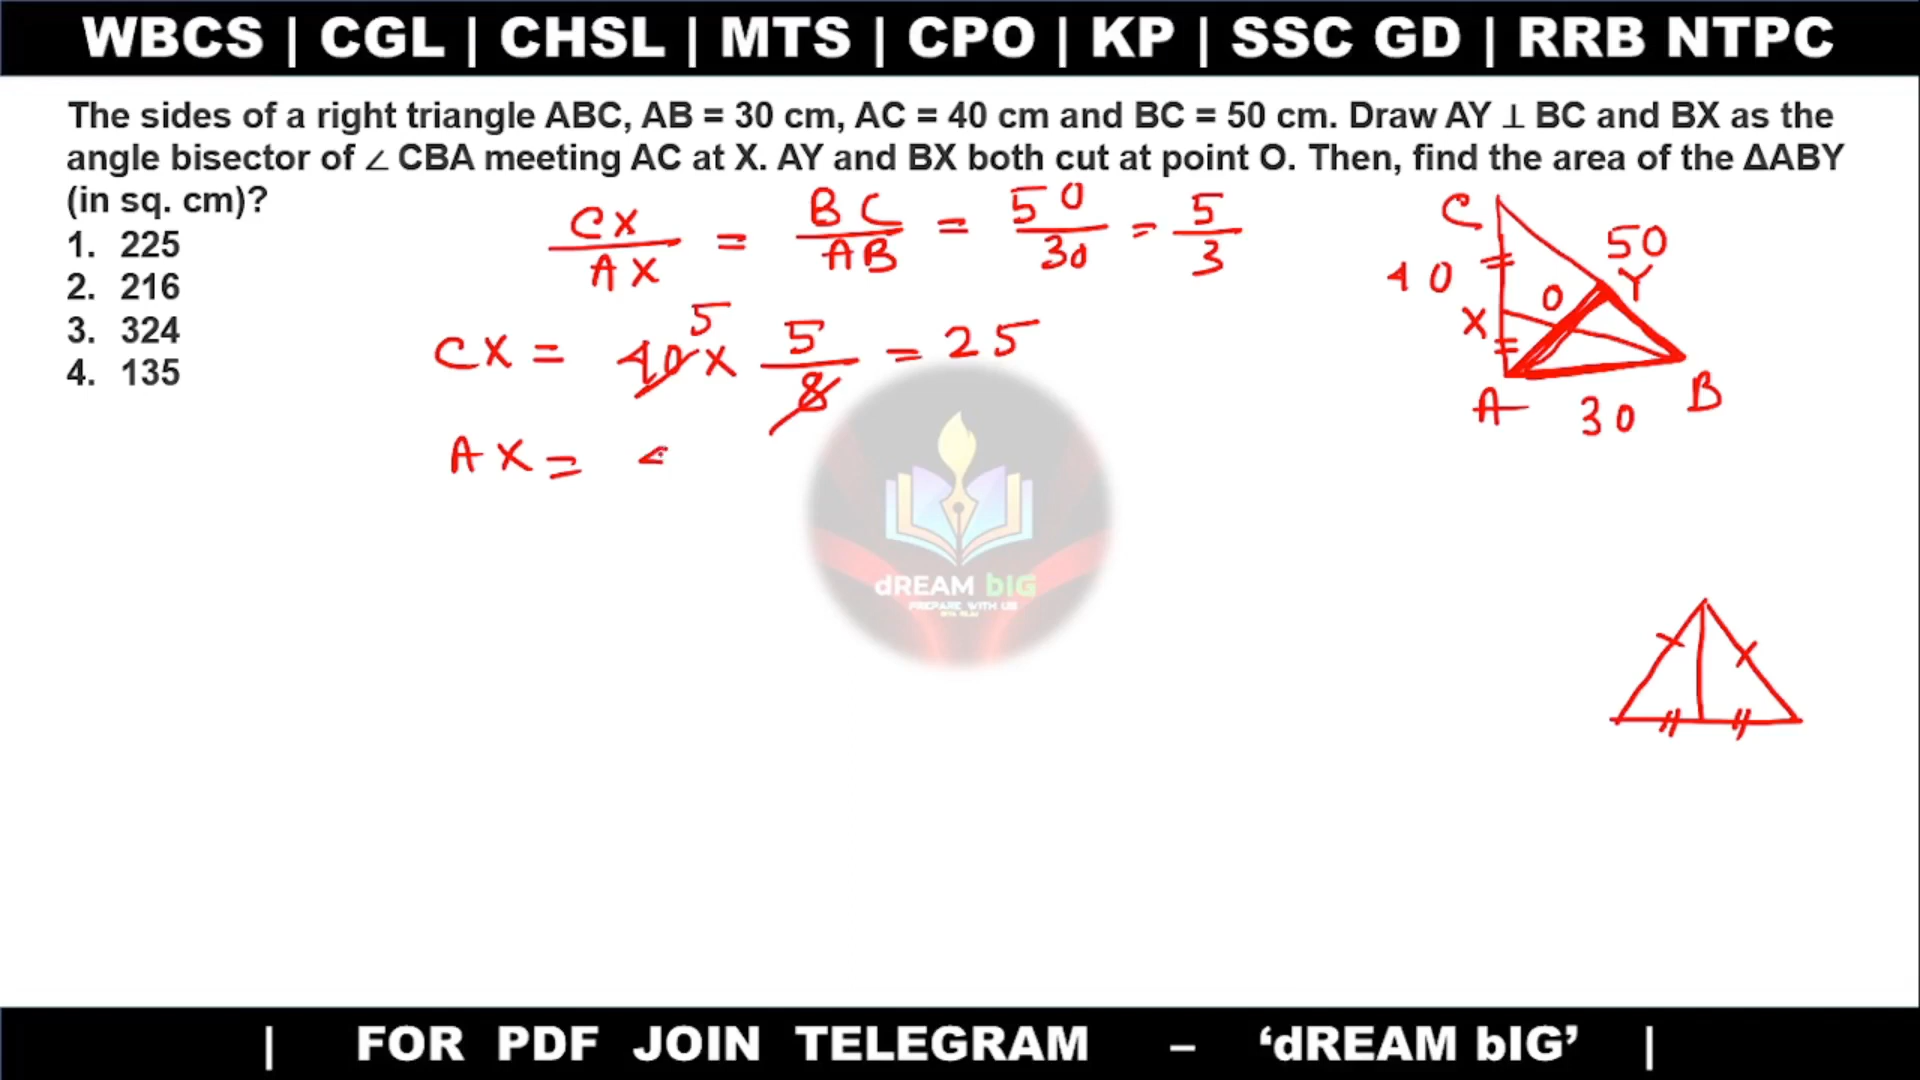 WBCS | CGL | CHSL | MTS | CPO | KP | SSC GD | RRB NTPC
The sides of a right triangle ABC, AB = 30 cm, AC = 40 cm and BC = 50 cm. Draw AY ⊥ BC and BX as the
angle bisector of ∠ CBA meeting AC at X. AY and BX both cut at point O. Then, find the area of the ΔABY
(in sq. cm)?
1. 225
2. 216
3. 324
4. 135
CX/AX = BC/AB = 50/30 = 5/3
CX = 40 5 × 5/8 = 25
AX =
C
50
40
Y
O
X
A
30
B
dREAM bIG
PREPARE WITH US
| FOR PDF JOIN TELEGRAM – ‘dREAM bIG’ |